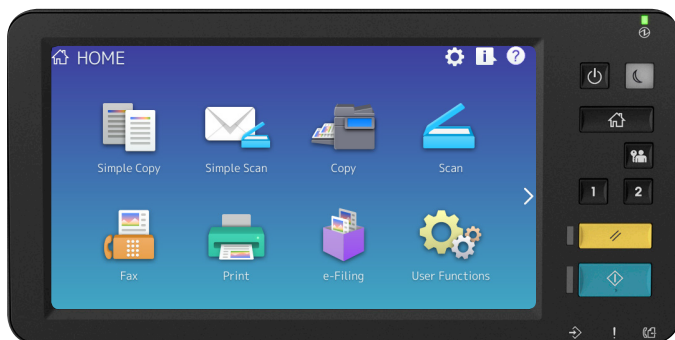 HOME
Simple Copy
Simple Scan
Copy
Scan
Fax
Print
e-Filing
User Functions
1
2